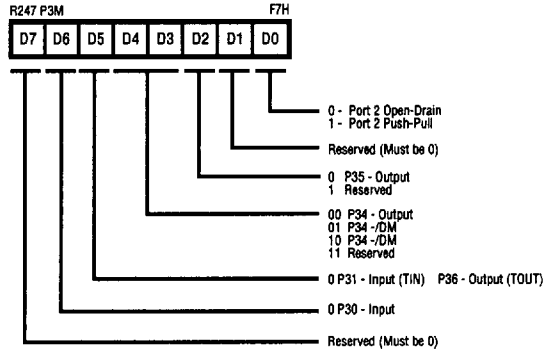 R247 P3M F7H
D7 D6 D5 D4 D3 D2 D1 D0
0 - Port 2 Open-Drain
1 - Port 2 Push-Pull
Reserved (Must be 0)
0 P35 - Output
1 Reserved
00 P34 - Output
01 P34 -/DM
10 P34 -/DM
11 Reserved
0 P31 - Input (TIN) P36 - Output (TOUT)
0 P30 - Input
Reserved (Must be 0)